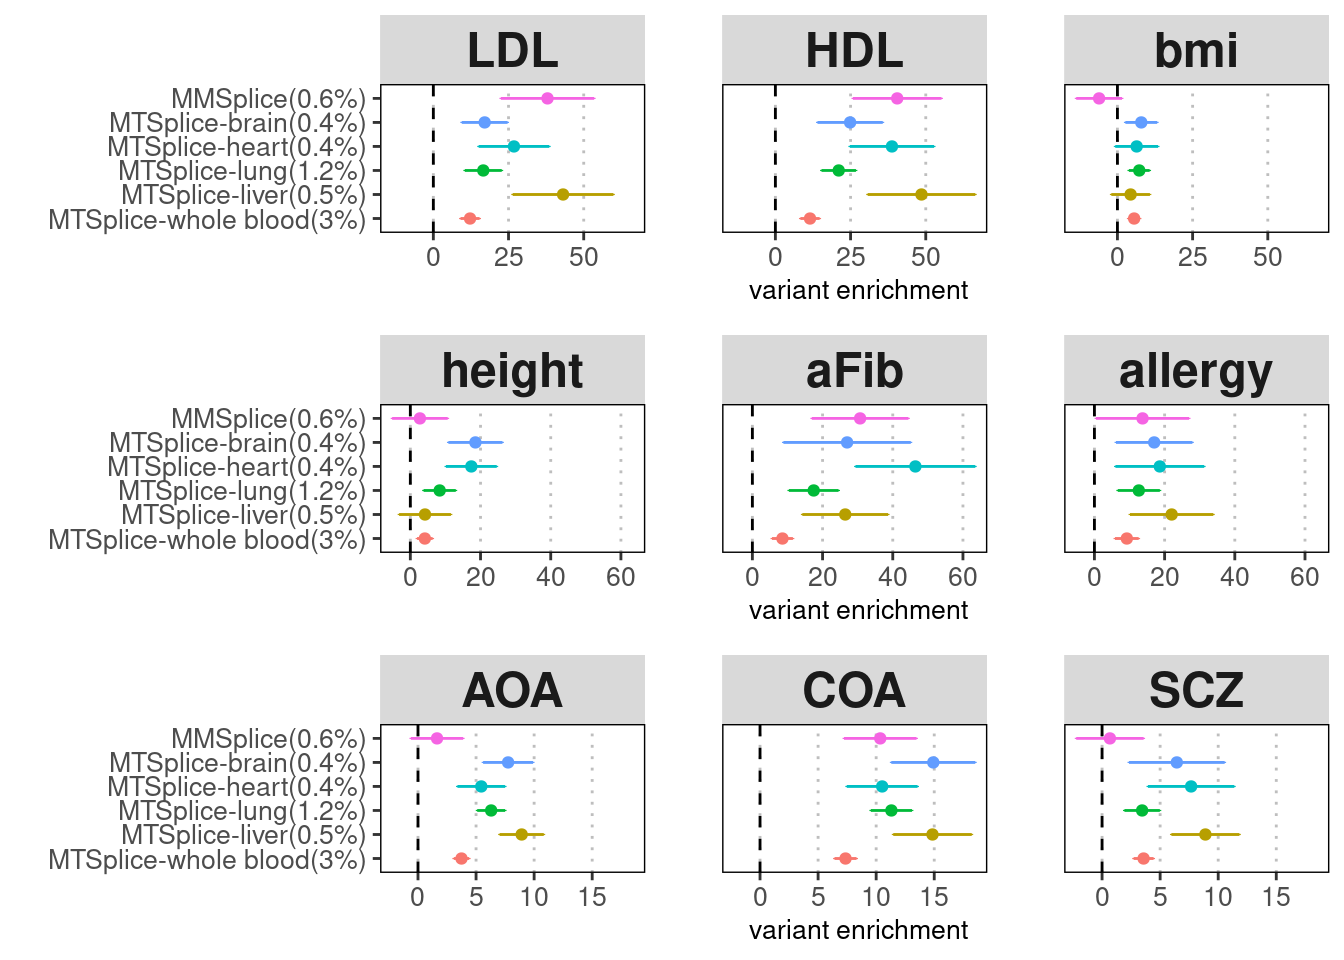 LDL HDL bmi
MMSplice(0.6%)
MTSplice-brain(0.4%)
MTSplice-heart(0.4%)
MTSplice-lung(1.2%)
MTSplice-liver(0.5%)
MTSplice-whole blood(3%)
0 25 50 0 25 50 0 25 50
variant enrichment
height aFib allergy
MMSplice(0.6%)
MTSplice-brain(0.4%)
MTSplice-heart(0.4%)
MTSplice-lung(1.2%)
MTSplice-liver(0.5%)
MTSplice-whole blood(3%)
0 20 40 60 0 20 40 60 0 20 40 60
variant enrichment
AOA COA SCZ
MMSplice(0.6%)
MTSplice-brain(0.4%)
MTSplice-heart(0.4%)
MTSplice-lung(1.2%)
MTSplice-liver(0.5%)
MTSplice-whole blood(3%)
0 5 10 15 0 5 10 15 0 5 10 15
variant enrichment